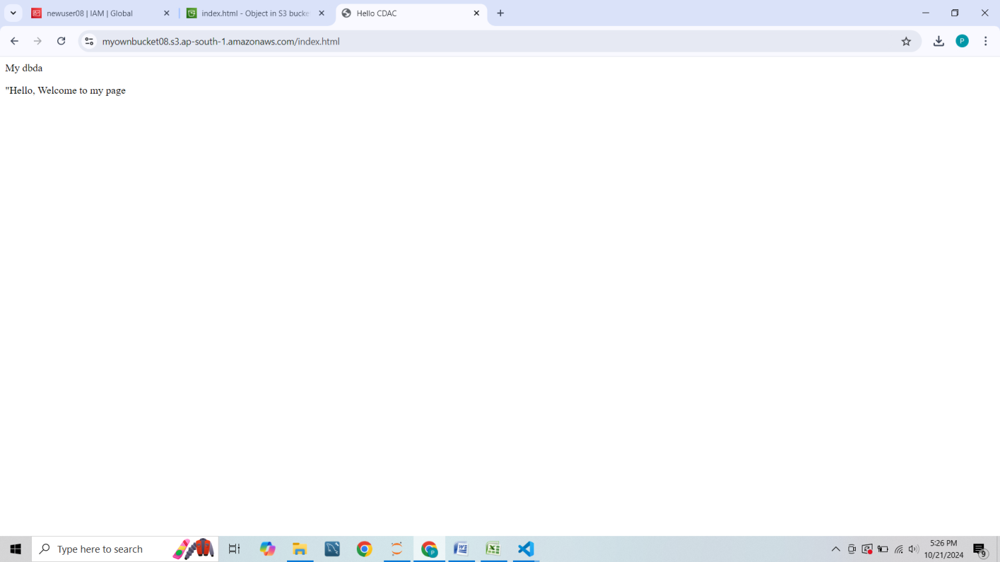 newuser08 | IAM | Global
index.html - Object in S3 bucke
Hello CDAC
myownbucket08.s3.ap-south-1.amazonaws.com/index.html
P
My dbda
"Hello, Welcome to my page
Type here to search
P
5:26 PM
10/21/2024
9